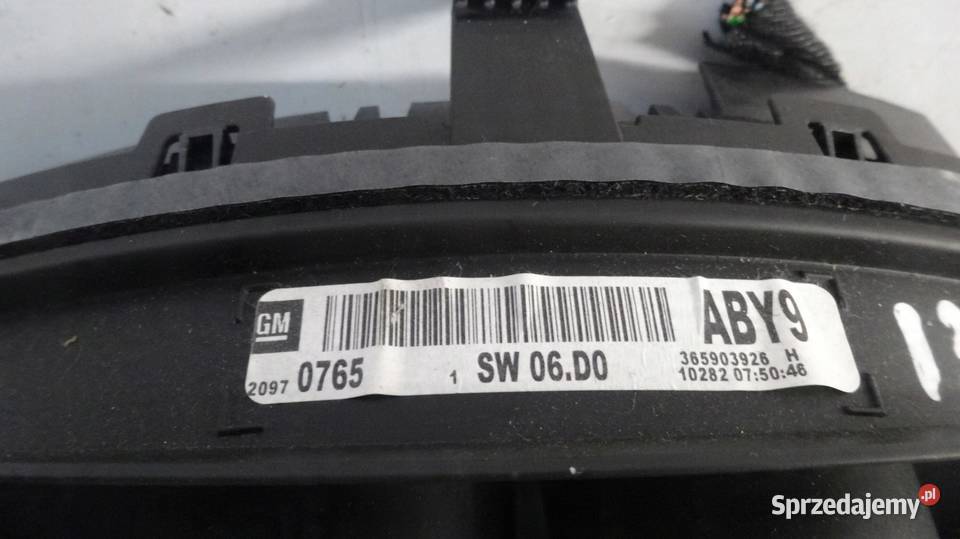 GM
ABY9
2097 0765
1 SW 06.D0
365903926 H
10282 07:50:46
Sprzedajemy.pl